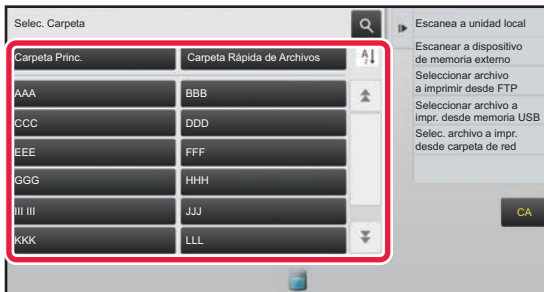 Selec. Carpeta
Carpeta Princ.
Carpeta Rápida de Archivos
AAA
BBB
CCC
DDD
EEE
FFF
GGG
HHH
III III
JJJ
KKK
LLL
Escanea a unidad local
Escanear a dispositivo
de memoria externo
Seleccionar archivo
a imprimir desde FTP
Seleccionar archivo a
impr. desde memoria USB
Selec. archivo a impr.
desde carpeta de red
CA